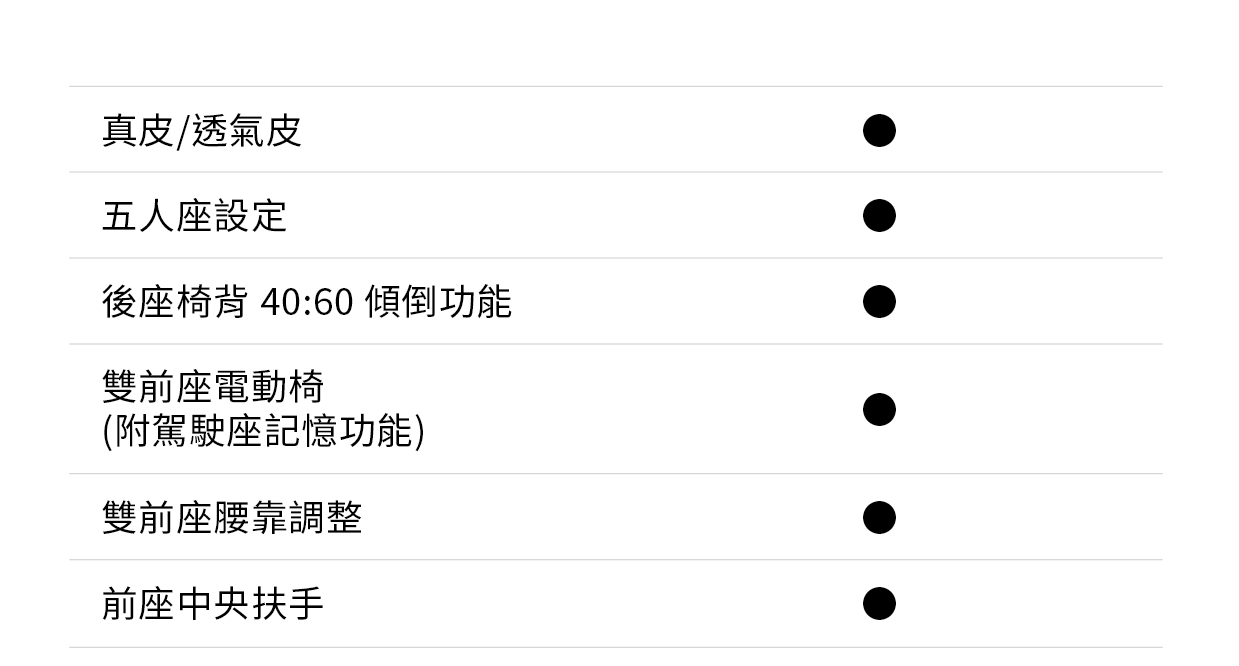 真皮/透氣皮 ●
五人座設定 ●
後座椅背 40:60 傾倒功能 ●
雙前座電動椅
(附駕駛座記憶功能) ●
雙前座腰靠調整 ●
前座中央扶手 ●